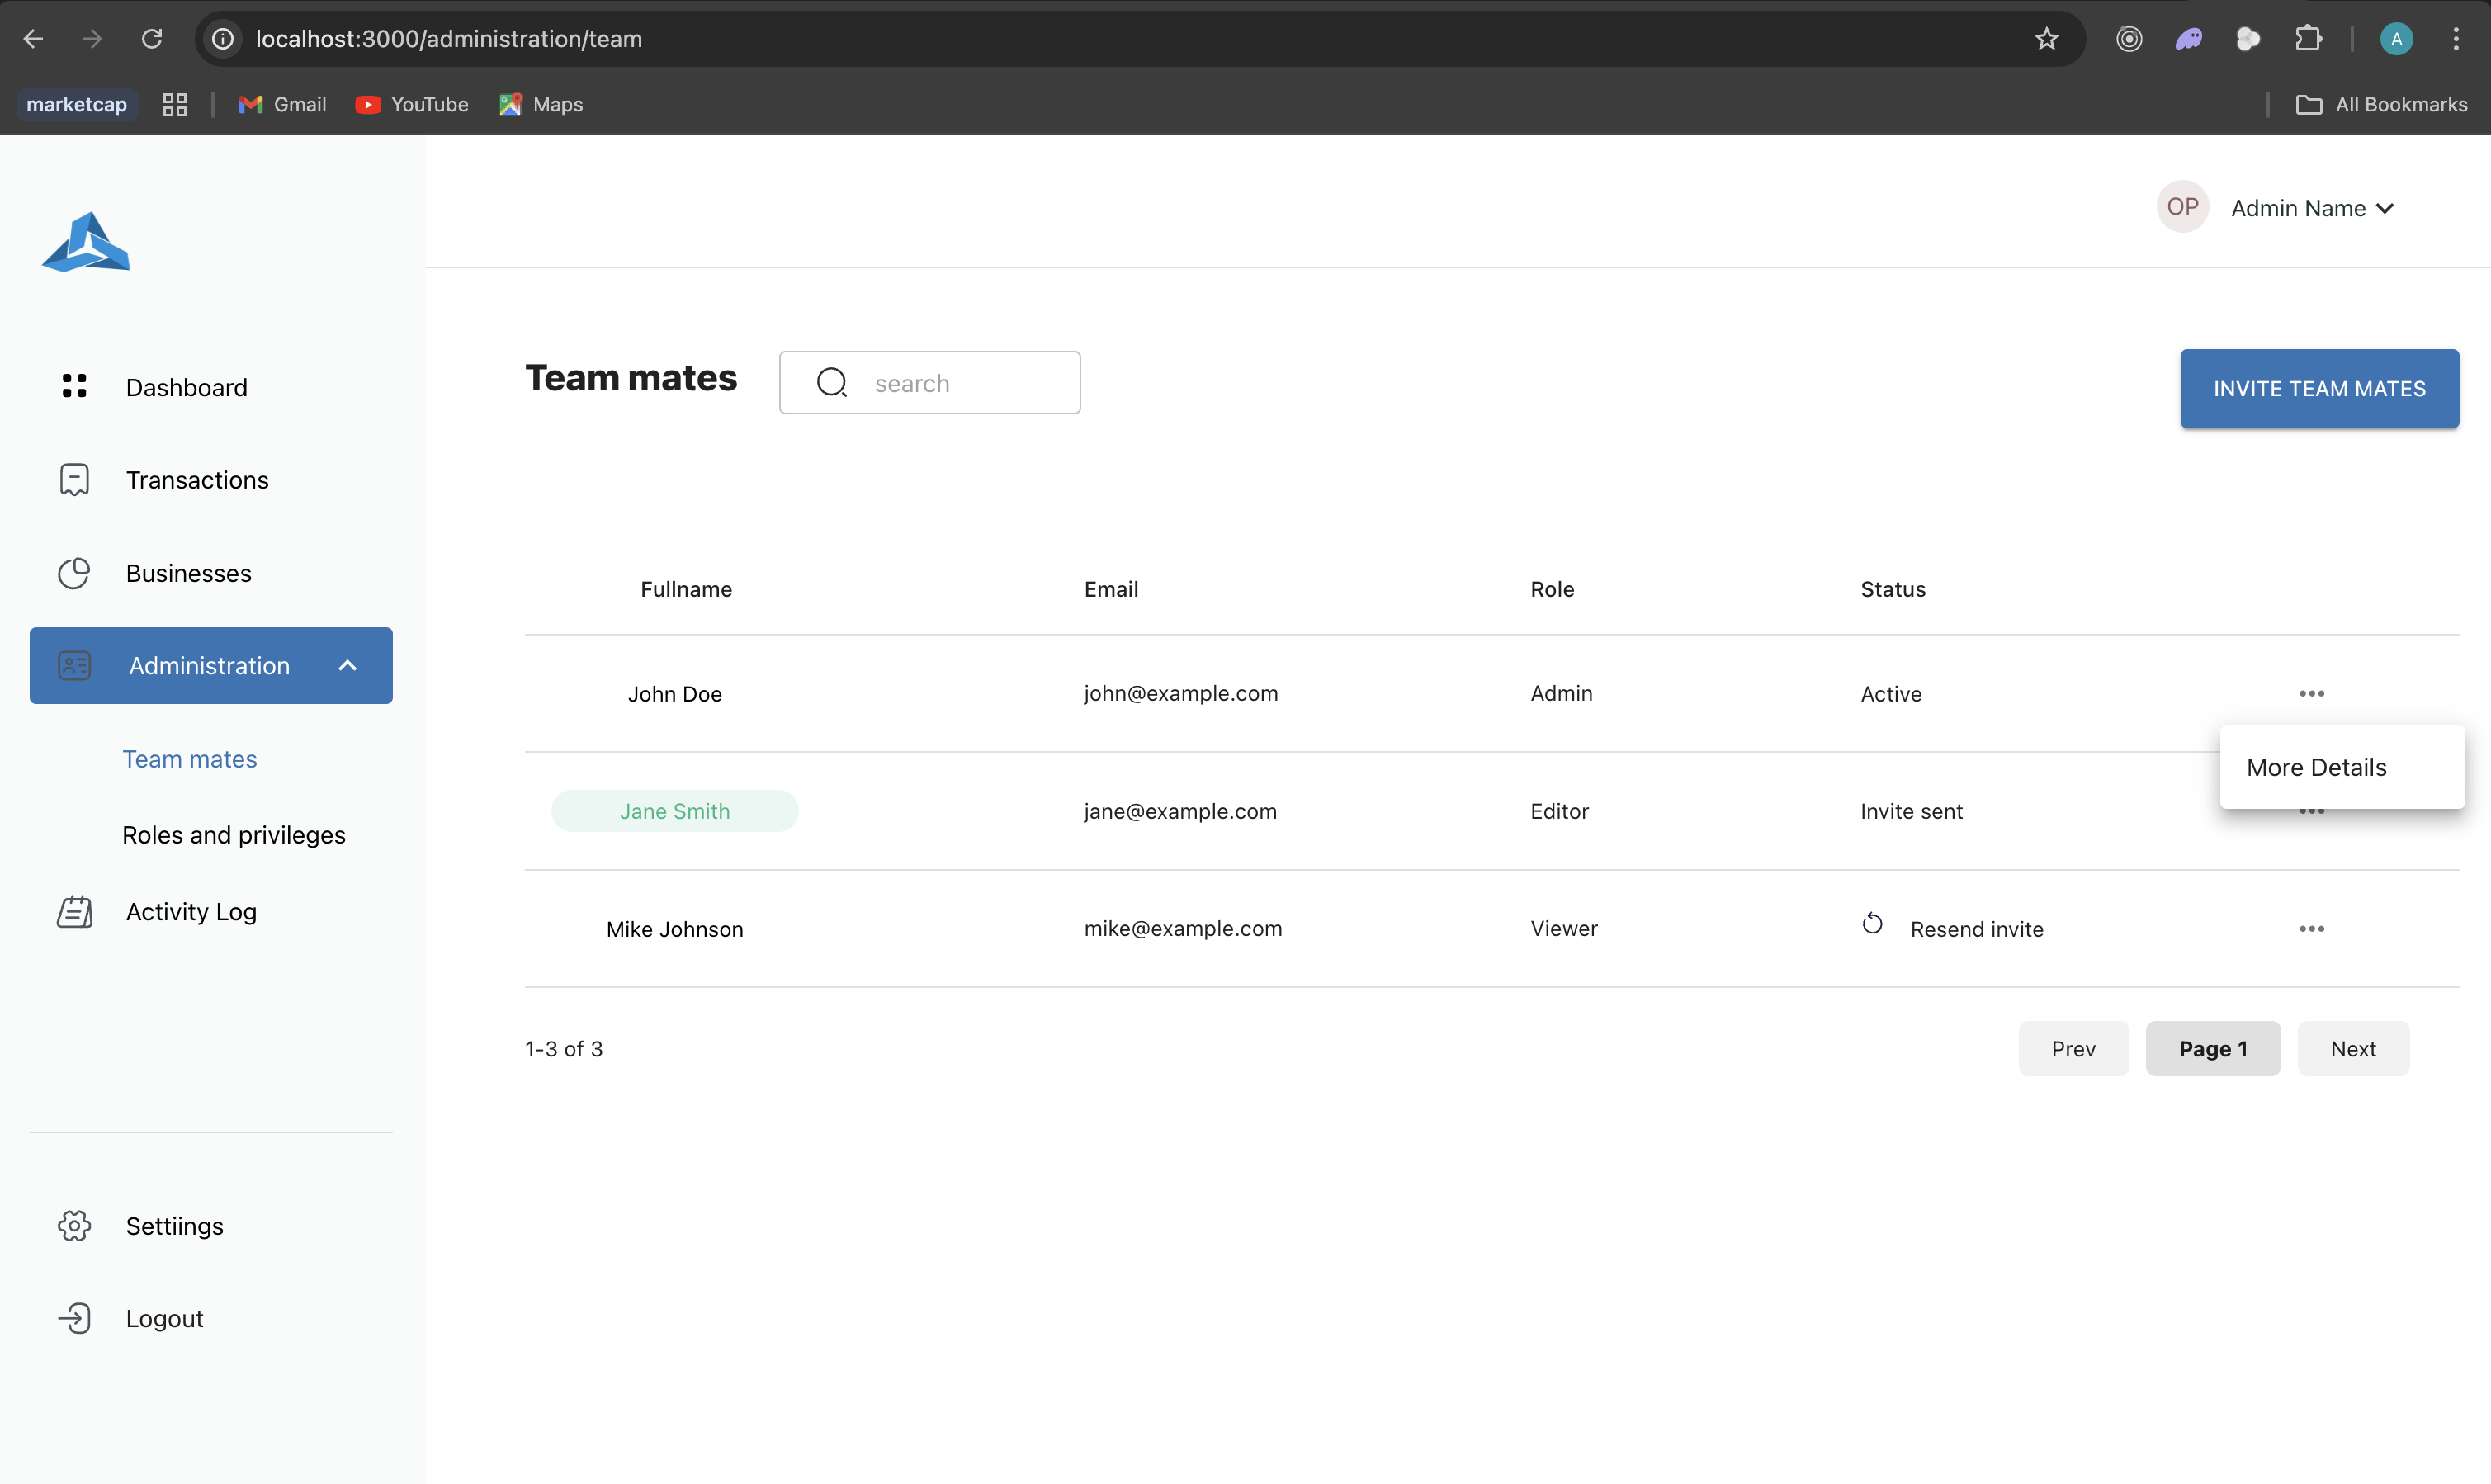 localhost:3000/administration/team
marketcap
Gmail
YouTube
Maps
All Bookmarks
A
OP
Admin Name
Dashboard
Transactions
Businesses
Administration
Team mates
Roles and privileges
Activity Log
Settiings
Logout
Team mates
search
INVITE TEAM MATES
Fullname Email Role Status
John Doe john@example.com Admin Active
More Details
Jane Smith jane@example.com Editor Invite sent
Mike Johnson mike@example.com Viewer Resend invite
1-3 of 3
Prev Page 1 Next